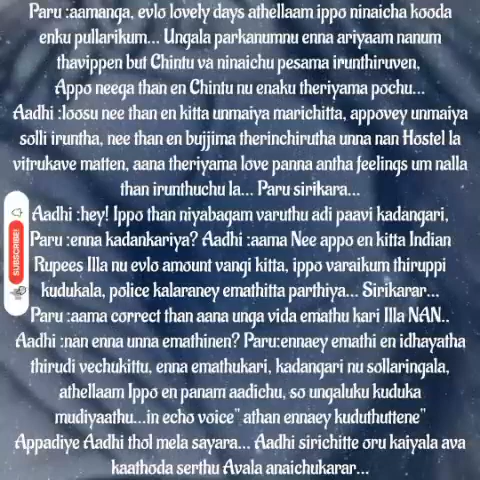 Paru :aamanga, evlo lovely days athellaam ippo ninaicha kooda
enku pullarikum... Ungala parkanumnu enna ariyaam nanum
thavippen but Chintu va ninaichu pesama irunthiruven,
Appo neega than en Chintu nu enaku theriyama pochu...
Aadhi :loosu nee than en kitta unmaiya marichitta, appovey unmaiya
solli iruntha, nee than en bujjima therinchirutha unna nan Hostel la
vitrukave matten, aana theriyama love panna antha feelings um nalla
than irunthuchu la... Paru sirikara...
Aadhi :hey! Ippo than niyabagam varuthu adi paavi kadangari,
Paru :enna kadankariya? Aadhi :aama Nee appo en kitta Indian
Rupees Illa nu evlo amount vangi kitta, ippo varaikum thiruppi
kudukala, police kalaraney emathitta parthiya... Sirikarar...
Paru :aama correct than aana unga vida emathu kari Illa NAN..
Aadhi :nan enna unna emathinen? Paru:ennaey emathi en idhayatha
thirudi vechukittu, enna emathukari, kadangari nu sollaringala,
athellaam Ippo en panam aadichu, so ungaluku kuduka
mudiyaathu...in echo voice" athan ennaey kuduthuttene"
Appadiye Aadhi thol mela sayara... Aadhi sirichitte oru kaiyala ava
kaathoda serthu Avala anaichukarar...
SUBSCRIBE!